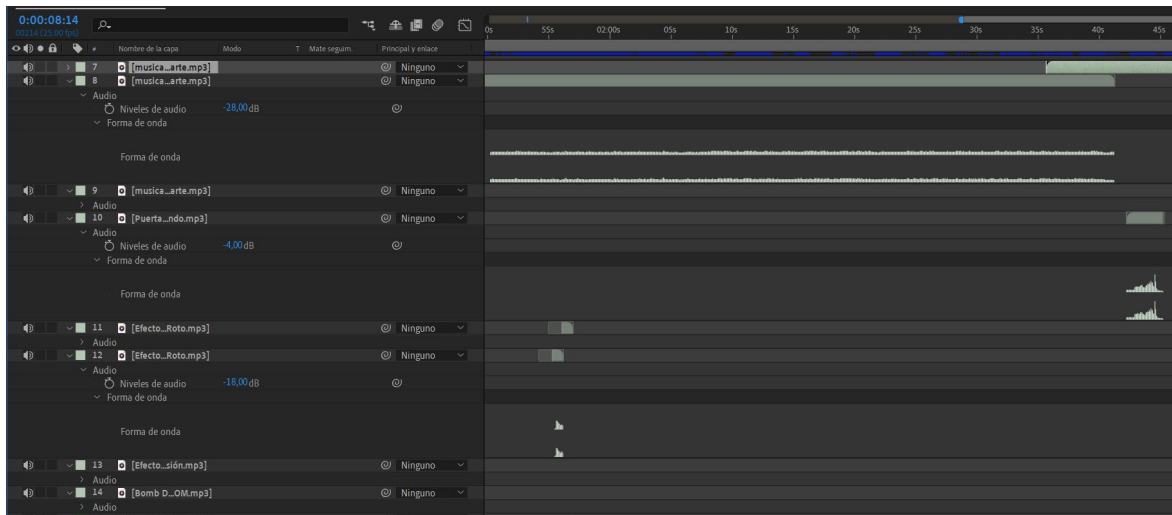 0:00:08:14
00214 (25.00 fps)
0s 55s 02:00s 05s 10s 15s 20s 25s 30s 35s 40s 45s
# Nombre de la capa Modo T Mate seguim. Principal y enlace
7 [musica...arte.mp3] Ninguno
8 [musica...arte.mp3] Ninguno
Audio
Niveles de audio -28,00 dB
Forma de onda
Forma de onda
9 [musica...arte.mp3] Ninguno
Audio
10 [Puerta...ndo.mp3] Ninguno
Audio
Niveles de audio -4,00 dB
Forma de onda
Forma de onda
11 [Efecto...Roto.mp3] Ninguno
Audio
12 [Efecto...Roto.mp3] Ninguno
Audio
Niveles de audio -18,00 dB
Forma de onda
Forma de onda
13 [Efecto...sión.mp3] Ninguno
Audio
14 [Bomb D...OM.mp3] Ninguno
Audio